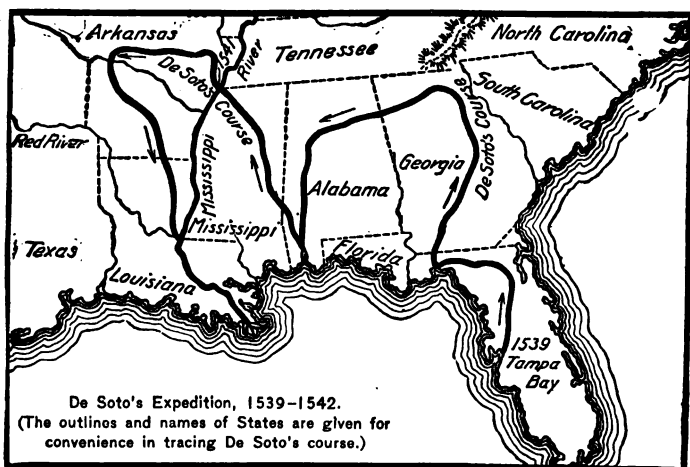 Arkansas
1541
River
Tennessee
North Carolina
De Soto's Course
South Carolina
De Soto's Course
Red River
Mississippi
Georgia
Alabama
Mississippi
Texas
Florida
Louisiana
1539
Tampa
Bay
De Soto's Expedition, 1539–1542.
(The outlinos and names of States are given for
convenience in tracing De Soto's course.)